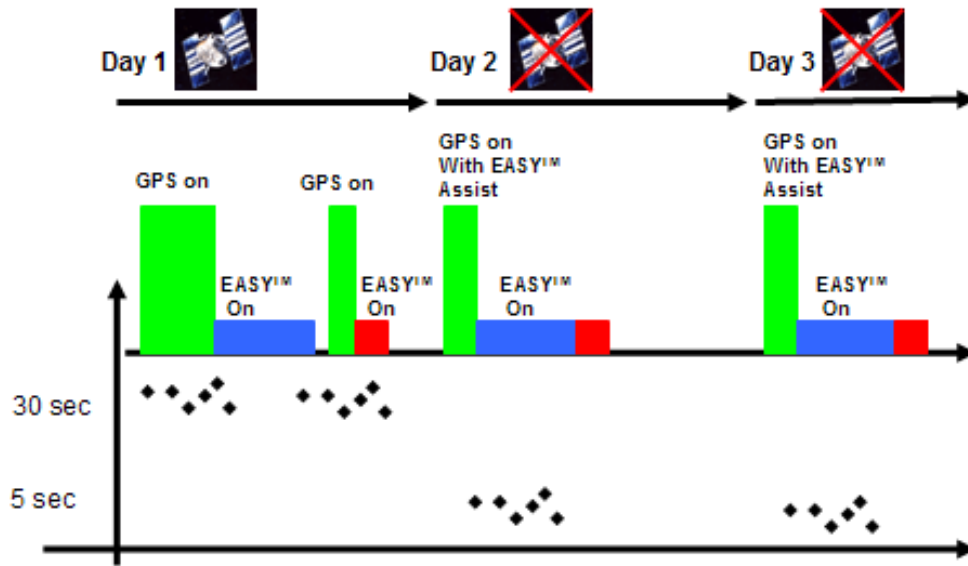 Day 1
Day 2
Day 3
GPS on
GPS on
GPS on
With EASY™
Assist
GPS on
With EASY™
Assist
EASY™
On
EASY™
On
EASY™
On
EASY™
On
30 sec
5 sec